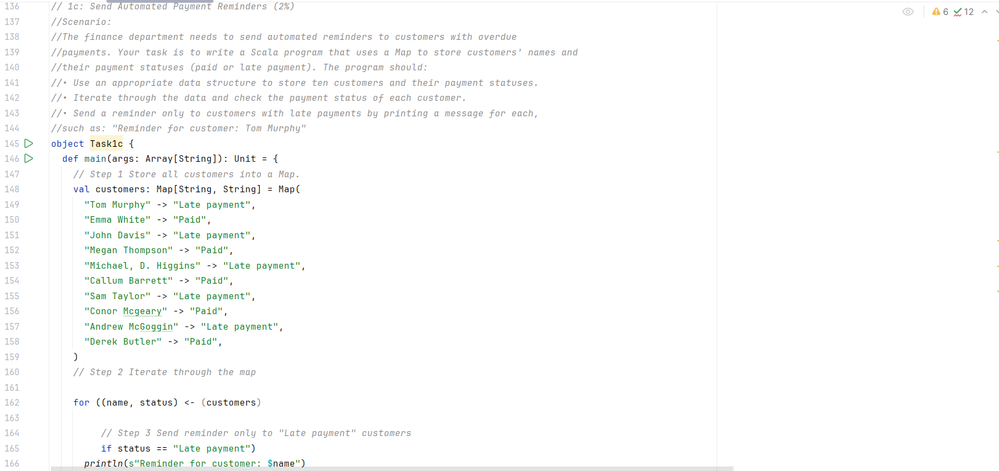 6 12
136 // 1c: Send Automated Payment Reminders (2%)
137 //Scenario:
138 //The finance department needs to send automated reminders to customers with overdue
139 //payments. Your task is to write a Scala program that uses a Map to store customers' names and
140 //their payment statuses (paid or late payment). The program should:
141 //• Use an appropriate data structure to store ten customers and their payment statuses.
142 //• Iterate through the data and check the payment status of each customer.
143 //• Send a reminder only to customers with late payments by printing a message for each,
144 //such as: "Reminder for customer: Tom Murphy"
145 object Task1c {
146   def main(args: Array[String]): Unit = {
147     // Step 1 Store all customers into a Map.
148     val customers: Map[String, String] = Map(
149       "Tom Murphy" -> "Late payment",
150       "Emma White" -> "Paid",
151       "John Davis" -> "Late payment",
152       "Megan Thompson" -> "Paid",
153       "Michael, D. Higgins" -> "Late payment",
154       "Callum Barrett" -> "Paid",
155       "Sam Taylor" -> "Late payment",
156       "Conor Mcgeary" -> "Paid",
157       "Andrew McGoggin" -> "Late payment",
158       "Derek Butler" -> "Paid",
159     )
160     // Step 2 Iterate through the map
161
162     for ((name, status) <- (customers)
163
164          // Step 3 Send reminder only to "Late payment" customers
165          if status == "Late payment")
166       println(s"Reminder for customer: $name")